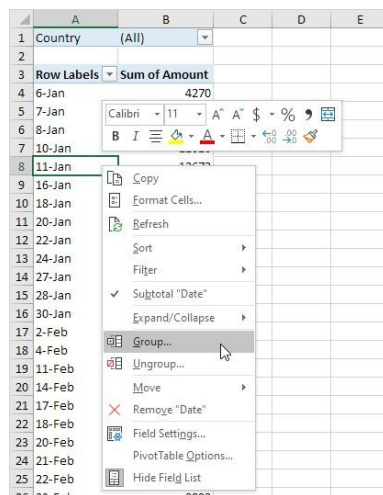 A B C D E
1 Country (All)
2
3 Row Labels Sum of Amount
4 6-Jan 4270
5 7-Jan
Calibri 11 A A $ % 9
6 8-Jan
B I A .00 .00
7 10-Jan
8 11-Jan
Copy
9 16-Jan
10 18-Jan Format Cells...
11 20-Jan Refresh
12 22-Jan Sort
13 24-Jan
14 27-Jan Filter
15 28-Jan Subtotal "Date"
16 30-Jan Expand/Collapse
17 2-Feb Group...
18 4-Feb
19 11-Feb Ungroup...
20 14-Feb Move
21 17-Feb Remove "Date"
22 18-Feb Field Settings...
23 20-Feb
24 21-Feb PivotTable Options...
25 22-Feb Hide Field List